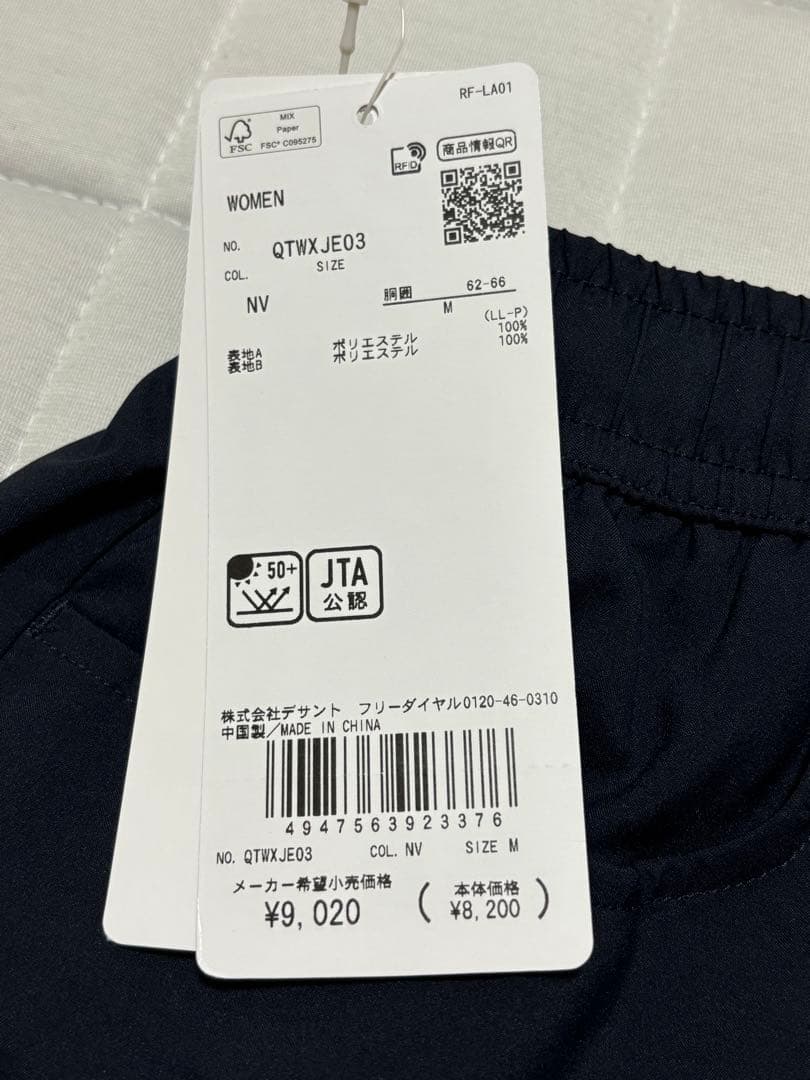 RF-LA01
MIX
Paper
FSC
FSC® C095275
RFID
商品情報QR
WOMEN
NO. QTWXJE03
COL. SIZE
NV 胴囲 62-66
M
(LL-P)
表地A ポリエステル 100%
表地B ポリエステル 100%
50+
JTA
公認
株式会社デサント フリーダイヤル0120-46-0310
中国製/MADE IN CHINA
4947563923376
NO. QTWXJE03 COL. NV SIZE M
メーカー希望小売価格
¥9,020
(本体価格
¥8,200)